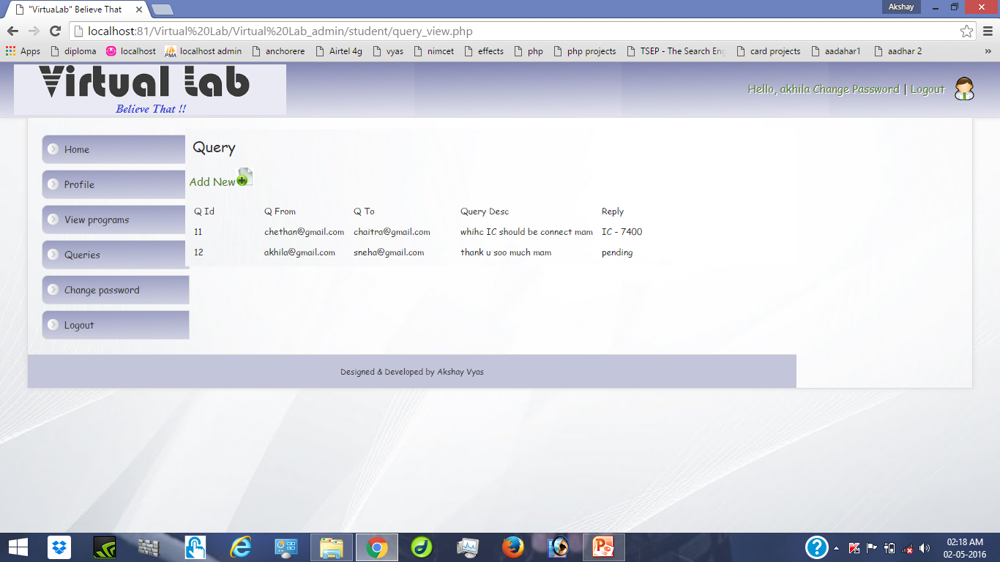 "VirtuaLab" Believe That
Akshay
localhost:81/Virtual%20Lab/Virtual%20Lab_admin/student/query_view.php
Apps diploma localhost localhost admin anchorere Airtel 4g vyas nimcet effects php php projects TSEP - The Search Eng card projects aadahar1 aadhar 2 »
Virtual Lab
Believe That !!
Hello, akhila Change Password | Logout
Home
Profile
View programs
Queries
Change password
Logout
Query
Add New
Q Id Q From Q To Query Desc Reply
11 chethan@gmail.com chaitra@gmail.com whihc IC should be connect mam IC - 7400
12 akhila@gmail.com sneha@gmail.com thank u soo much mam pending
Designed & Developed by Akshay Vyas
02:18 AM
02-05-2016